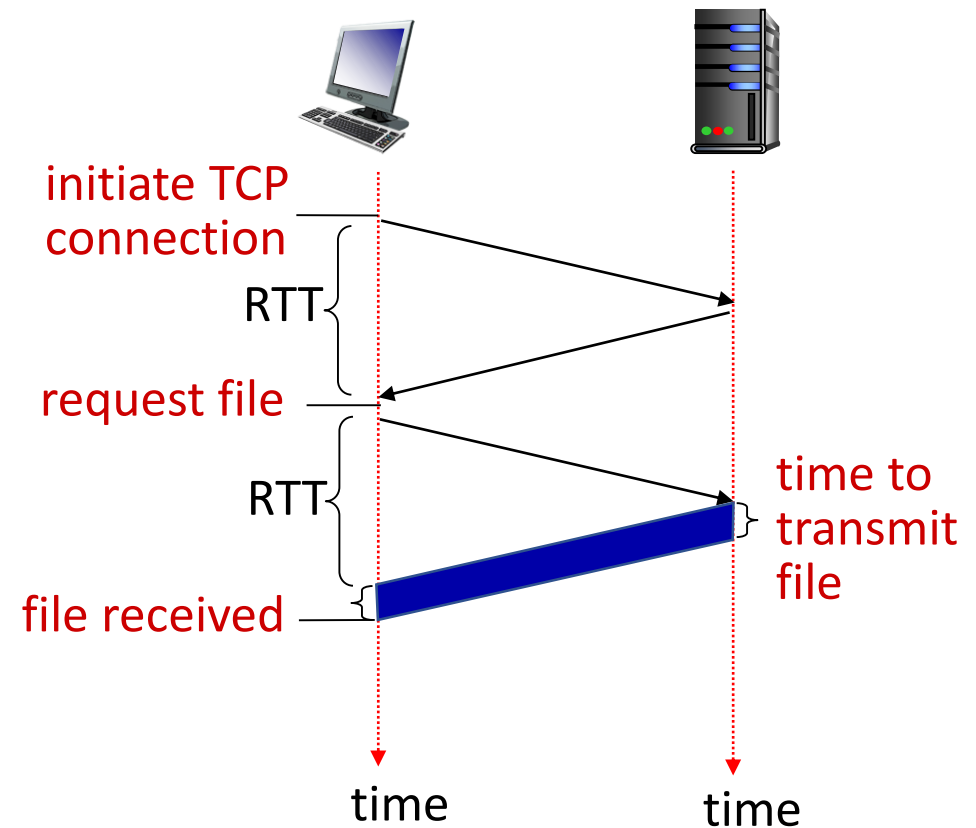 initiate TCP
connection
RTT
request file
RTT
time to
transmit
file
file received
time
time